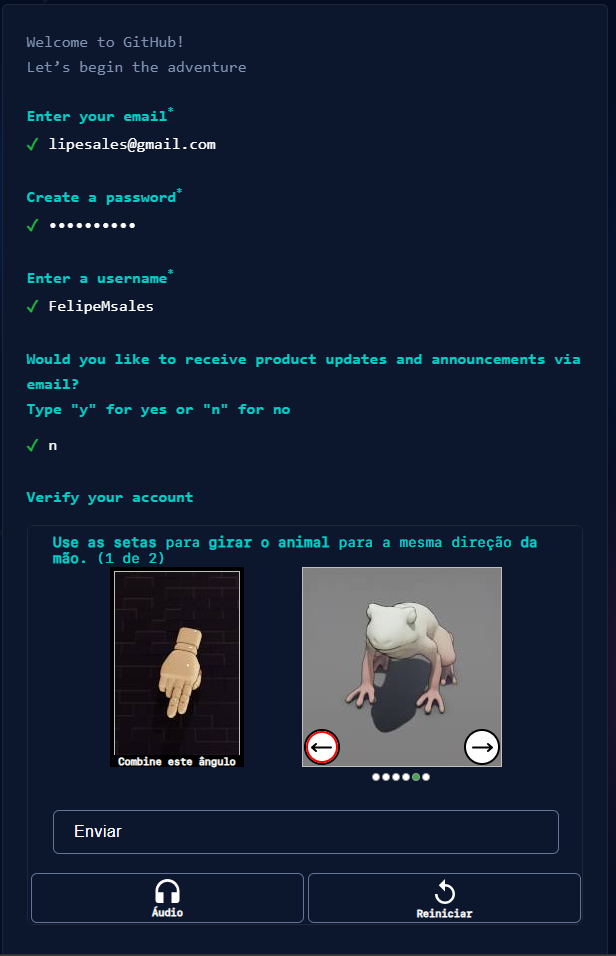 Welcome to GitHub!
Let’s begin the adventure
Enter your email*
✓ lipesales@gmail.com
Create a password*
✓ ••••••••••
Enter a username*
✓ FelipeMsales
Would you like to receive product updates and announcements via
email?
Type "y" for yes or "n" for no
✓ n
Verify your account
Use as setas para girar o animal para a mesma direção da
mão. (1 de 2)
Combine este ângulo
Enviar
Áudio
Reiniciar